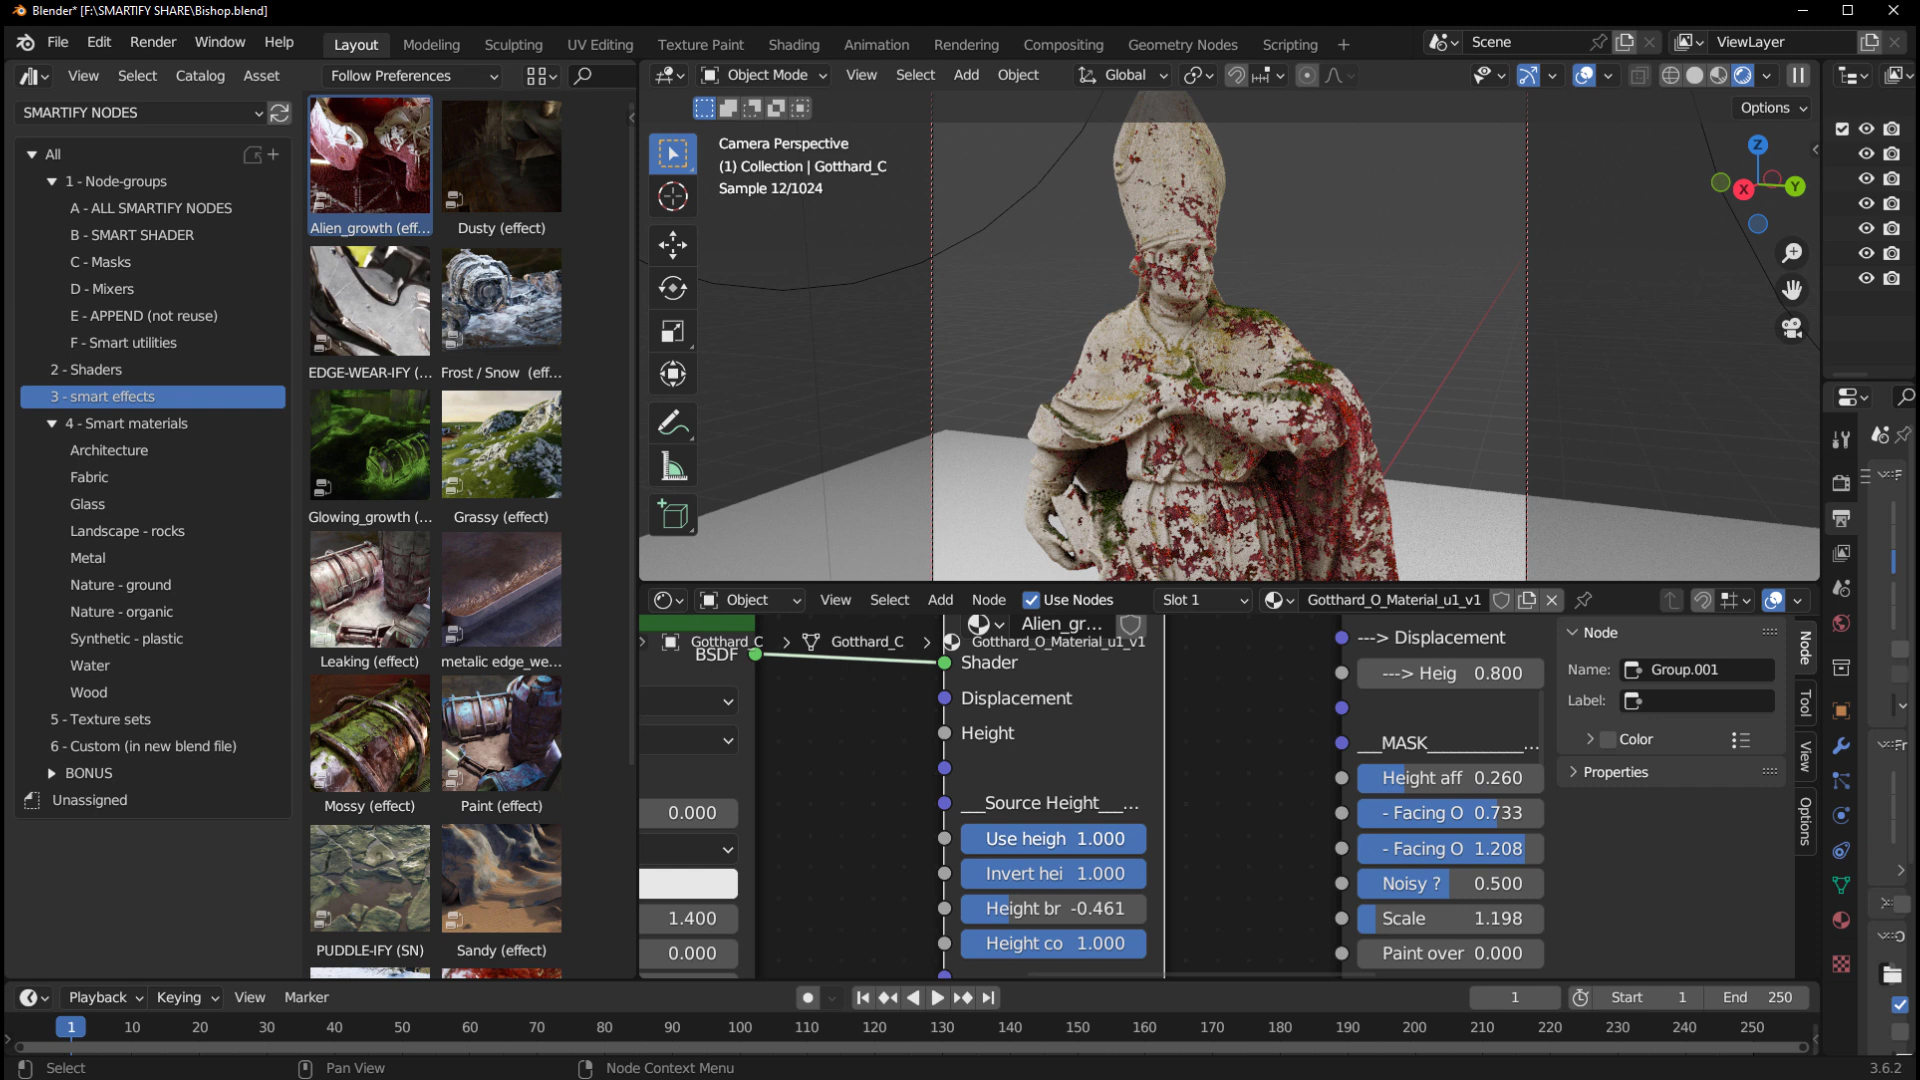 Blender* [F:\SMARTIFY SHARE\Bishop.blend]
File Edit Render Window Help Layout Modeling Sculpting UV Editing Texture Paint Shading Animation Rendering Compositing Geometry Nodes Scripting + Scene ViewLayer
View Select Catalog Asset Follow Preferences
Object Mode View Select Add Object Global
SMARTIFY NODES
Options
All
1 - Node-groups
A - ALL SMARTIFY NODES
B - SMART SHADER
C - Masks
D - Mixers
E - APPEND (not reuse)
F - Smart utilities
2 - Shaders
3 - smart effects
4 - Smart materials
Architecture
Fabric
Glass
Landscape - rocks
Metal
Nature - ground
Nature - organic
Synthetic - plastic
Water
Wood
5 - Texture sets
6 - Custom (in new blend file)
BONUS
Unassigned
Alien_growth (eff...
Dusty (effect)
EDGE-WEAR-IFY (...
Frost / Snow (eff...
Glowing_growth (...
Grassy (effect)
Leaking (effect)
metalic edge_we...
Mossy (effect)
Paint (effect)
PUDDLE-IFY (SN)
Sandy (effect)
Camera Perspective
(1) Collection | Gotthard_C
Sample 12/1024
Z
X
Y
Object View Select Add Node Use Nodes Slot 1 Gotthard_O_Material_u1_v1
Alien_gr...
Gotthard_C > Gotthard_C > Gotthard_O_Material_u1_v1
BSDF
0.000
1.400
0.000
Shader
Displacement
Height
___Source Height___...
Use heigh 1.000
Invert hei 1.000
Height br -0.461
Height co 1.000
---> Displacement
---> Heig 0.800
___MASK___________...
Height aff 0.260
- Facing O 0.733
- Facing O 1.208
Noisy ? 0.500
Scale 1.198
Paint over 0.000
Node
Name: Group.001
Label:
Color
Properties
Node
Tool
View
Options
Playback Keying View Marker 1 Start 1 End 250
1 10 20 30 40 50 60 70 80 90 100 110 120 130 140 150 160 170 180 190 200 210 220 230 240 250
Select Pan View Node Context Menu 3.6.2